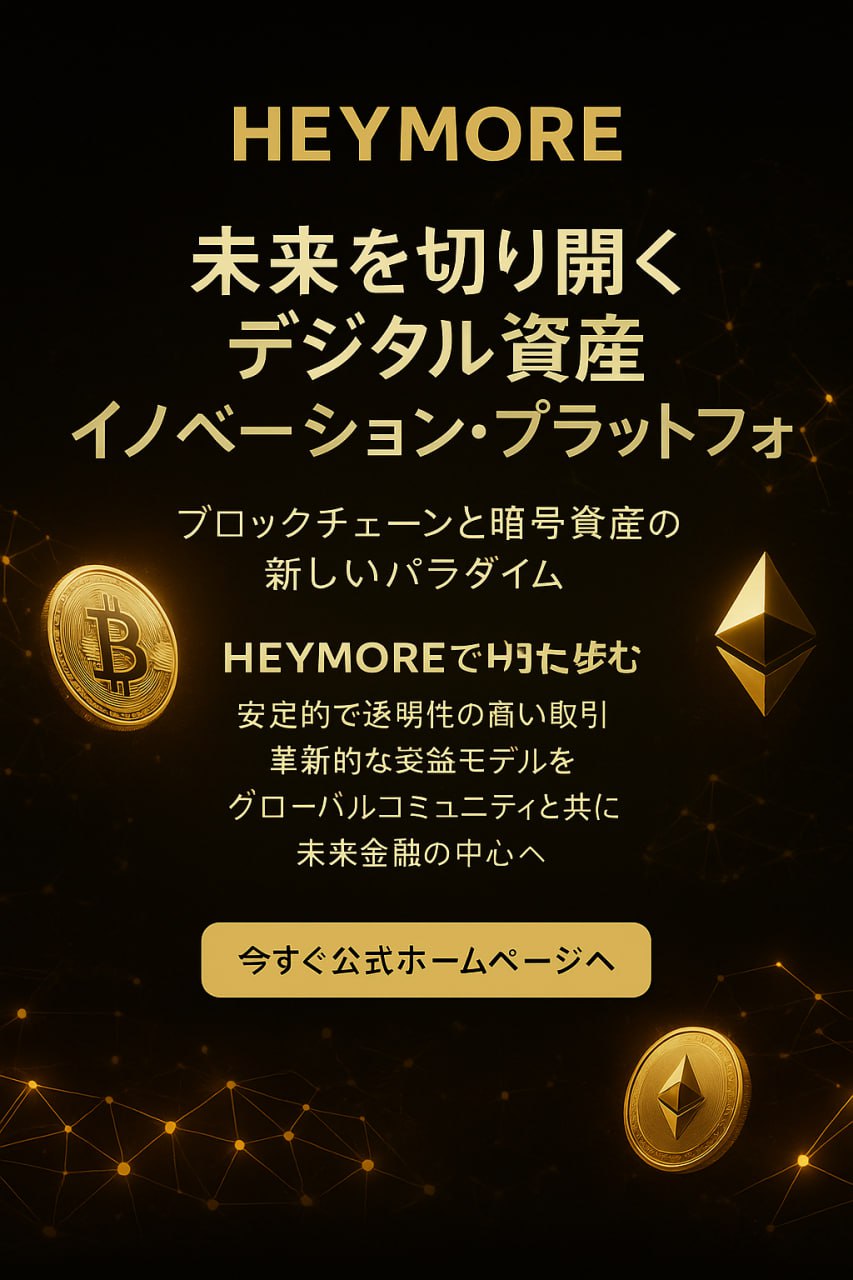 HEYMORE
未来を切り開く
デジタル資産
イノベーション・プラットフォ
ブロックチェーンと暗号資産の
新しいパラダイム
HEYMOREで歩む
安定的で透明性の高い取引
革新的な益モデルを
グローバルコミュニティと共に
未来金融の中心へ
今すぐ公式ホームページへ